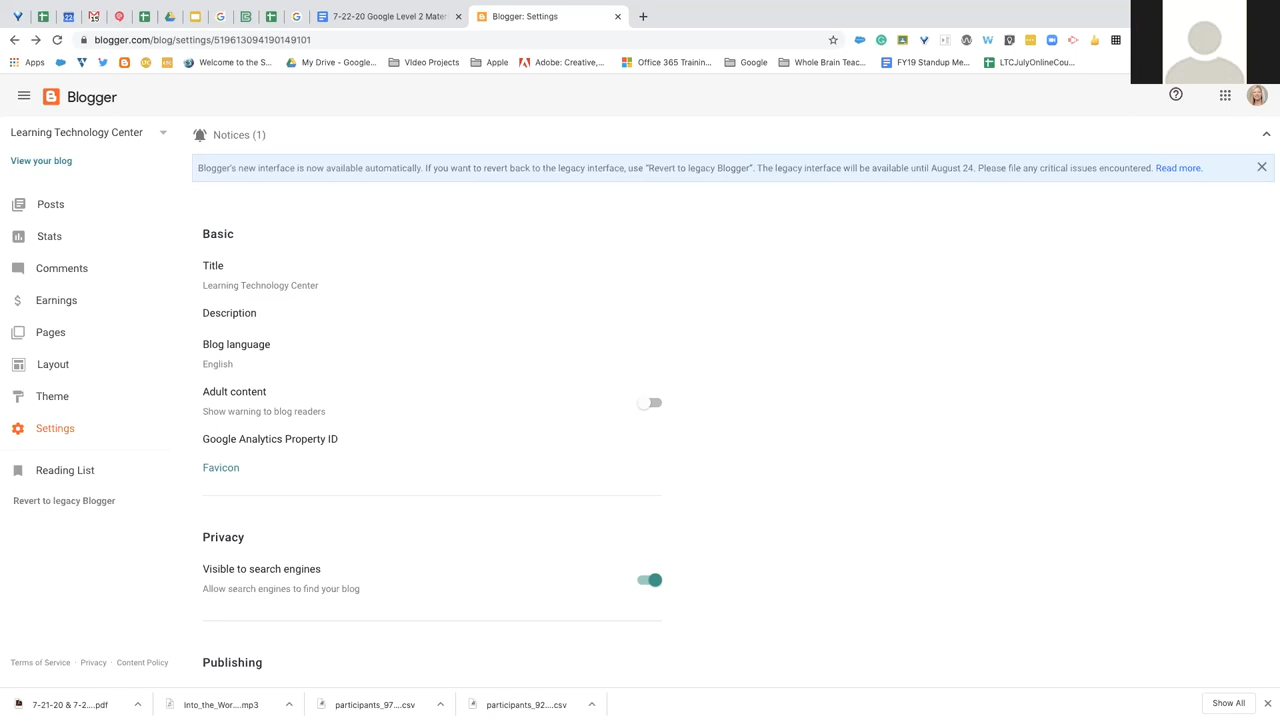 7-22-20 Google Level 2 Mater
Blogger: Settings
blogger.com/blog/settings/519613094190149101
Apps
Welcome to the S...
My Drive - Google...
VIdeo Projects
Apple
Adobe: Creative,...
Office 365 Trainin...
Google
Whole Brain Teac...
FY19 Standup Me...
LTCJulyOnlineCou...
Blogger
Learning Technology Center
View your blog
Notices (1)
Blogger's new interface is now available automatically. If you want to revert back to the legacy interface, use "Revert to legacy Blogger". The legacy interface will be available until August 24. Please file any critical issues encountered. Read more.
Posts
Stats
Comments
Earnings
Pages
Layout
Theme
Settings
Reading List
Revert to legacy Blogger
Basic
Title
Learning Technology Center
Description
Blog language
English
Adult content
Show warning to blog readers
Google Analytics Property ID
Favicon
Privacy
Visible to search engines
Allow search engines to find your blog
Publishing
Terms of Service · Privacy · Content Policy
7-21-20 & 7-2....pdf
Into_the_Wor....mp3
participants_97....csv
participants_92....csv
Show All